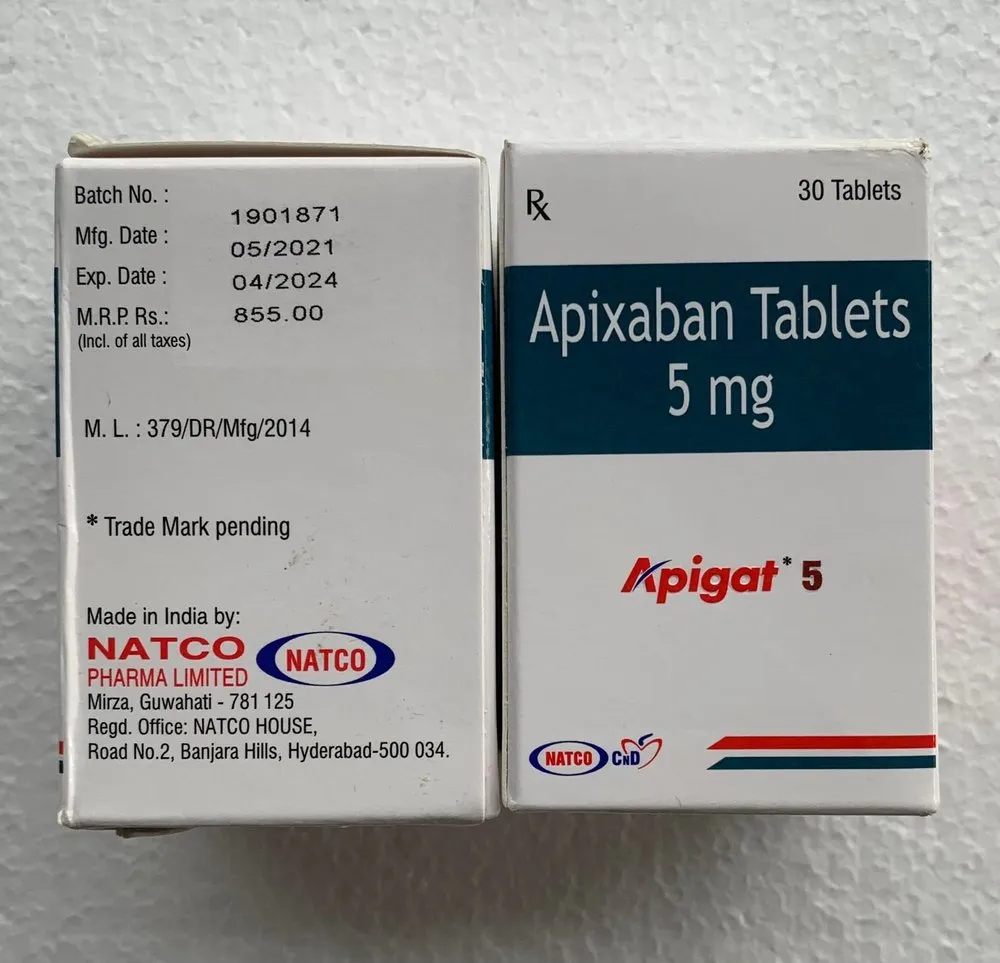 Batch No. : 1901871
Mfg. Date : 05/2021
Exp. Date : 04/2024
M.R.P. Rs.: 855.00
(Incl. of all taxes)
M. L. : 379/DR/Mfg/2014
* Trade Mark pending
Made in India by:
NATCO
PHARMA LIMITED
NATCO
Mirza, Guwahati - 781 125
Regd. Office: NATCO HOUSE,
Road No.2, Banjara Hills, Hyderabad-500 034.
Rx
30 Tablets
Apixaban Tablets
5 mg
Apigat* 5
NATCO
CnD